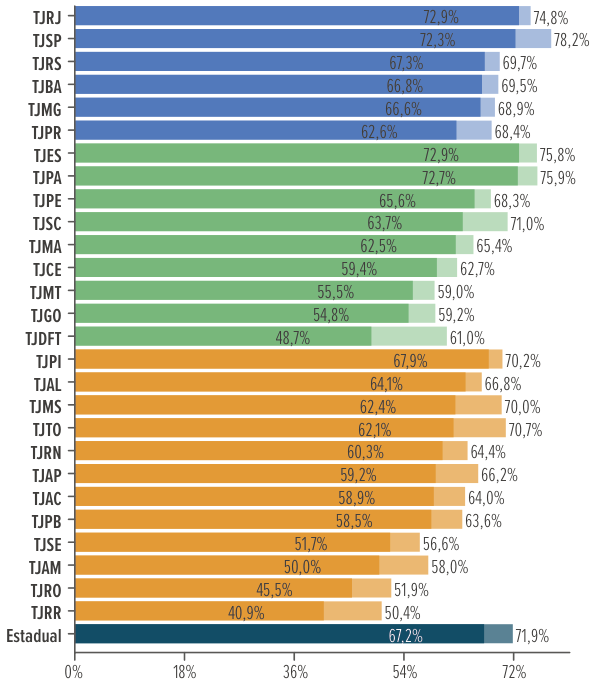 TJRJ 72,9% 74,8%
TJSP 72,3% 78,2%
TJRS 67,3% 69,7%
TJBA 66,8% 69,5%
TJMG 66,6% 68,9%
TJPR 62,6% 68,4%
TJES 72,9% 75,8%
TJPA 72,7% 75,9%
TJPE 65,6% 68,3%
TJSC 63,7% 71,0%
TJMA 62,5% 65,4%
TJCE 59,4% 62,7%
TJMT 55,5% 59,0%
TJGO 54,8% 59,2%
TJDFT 48,7% 61,0%
TJPI 67,9% 70,2%
TJAL 64,1% 66,8%
TJMS 62,4% 70,0%
TJTO 62,1% 70,7%
TJRN 60,3% 64,4%
TJAP 59,2% 66,2%
TJAC 58,9% 64,0%
TJPB 58,5% 63,6%
TJSE 51,7% 56,6%
TJAM 50,0% 58,0%
TJRO 45,5% 51,9%
TJRR 40,9% 50,4%
Estadual 67,2% 71,9%
0% 18% 36% 54% 72%